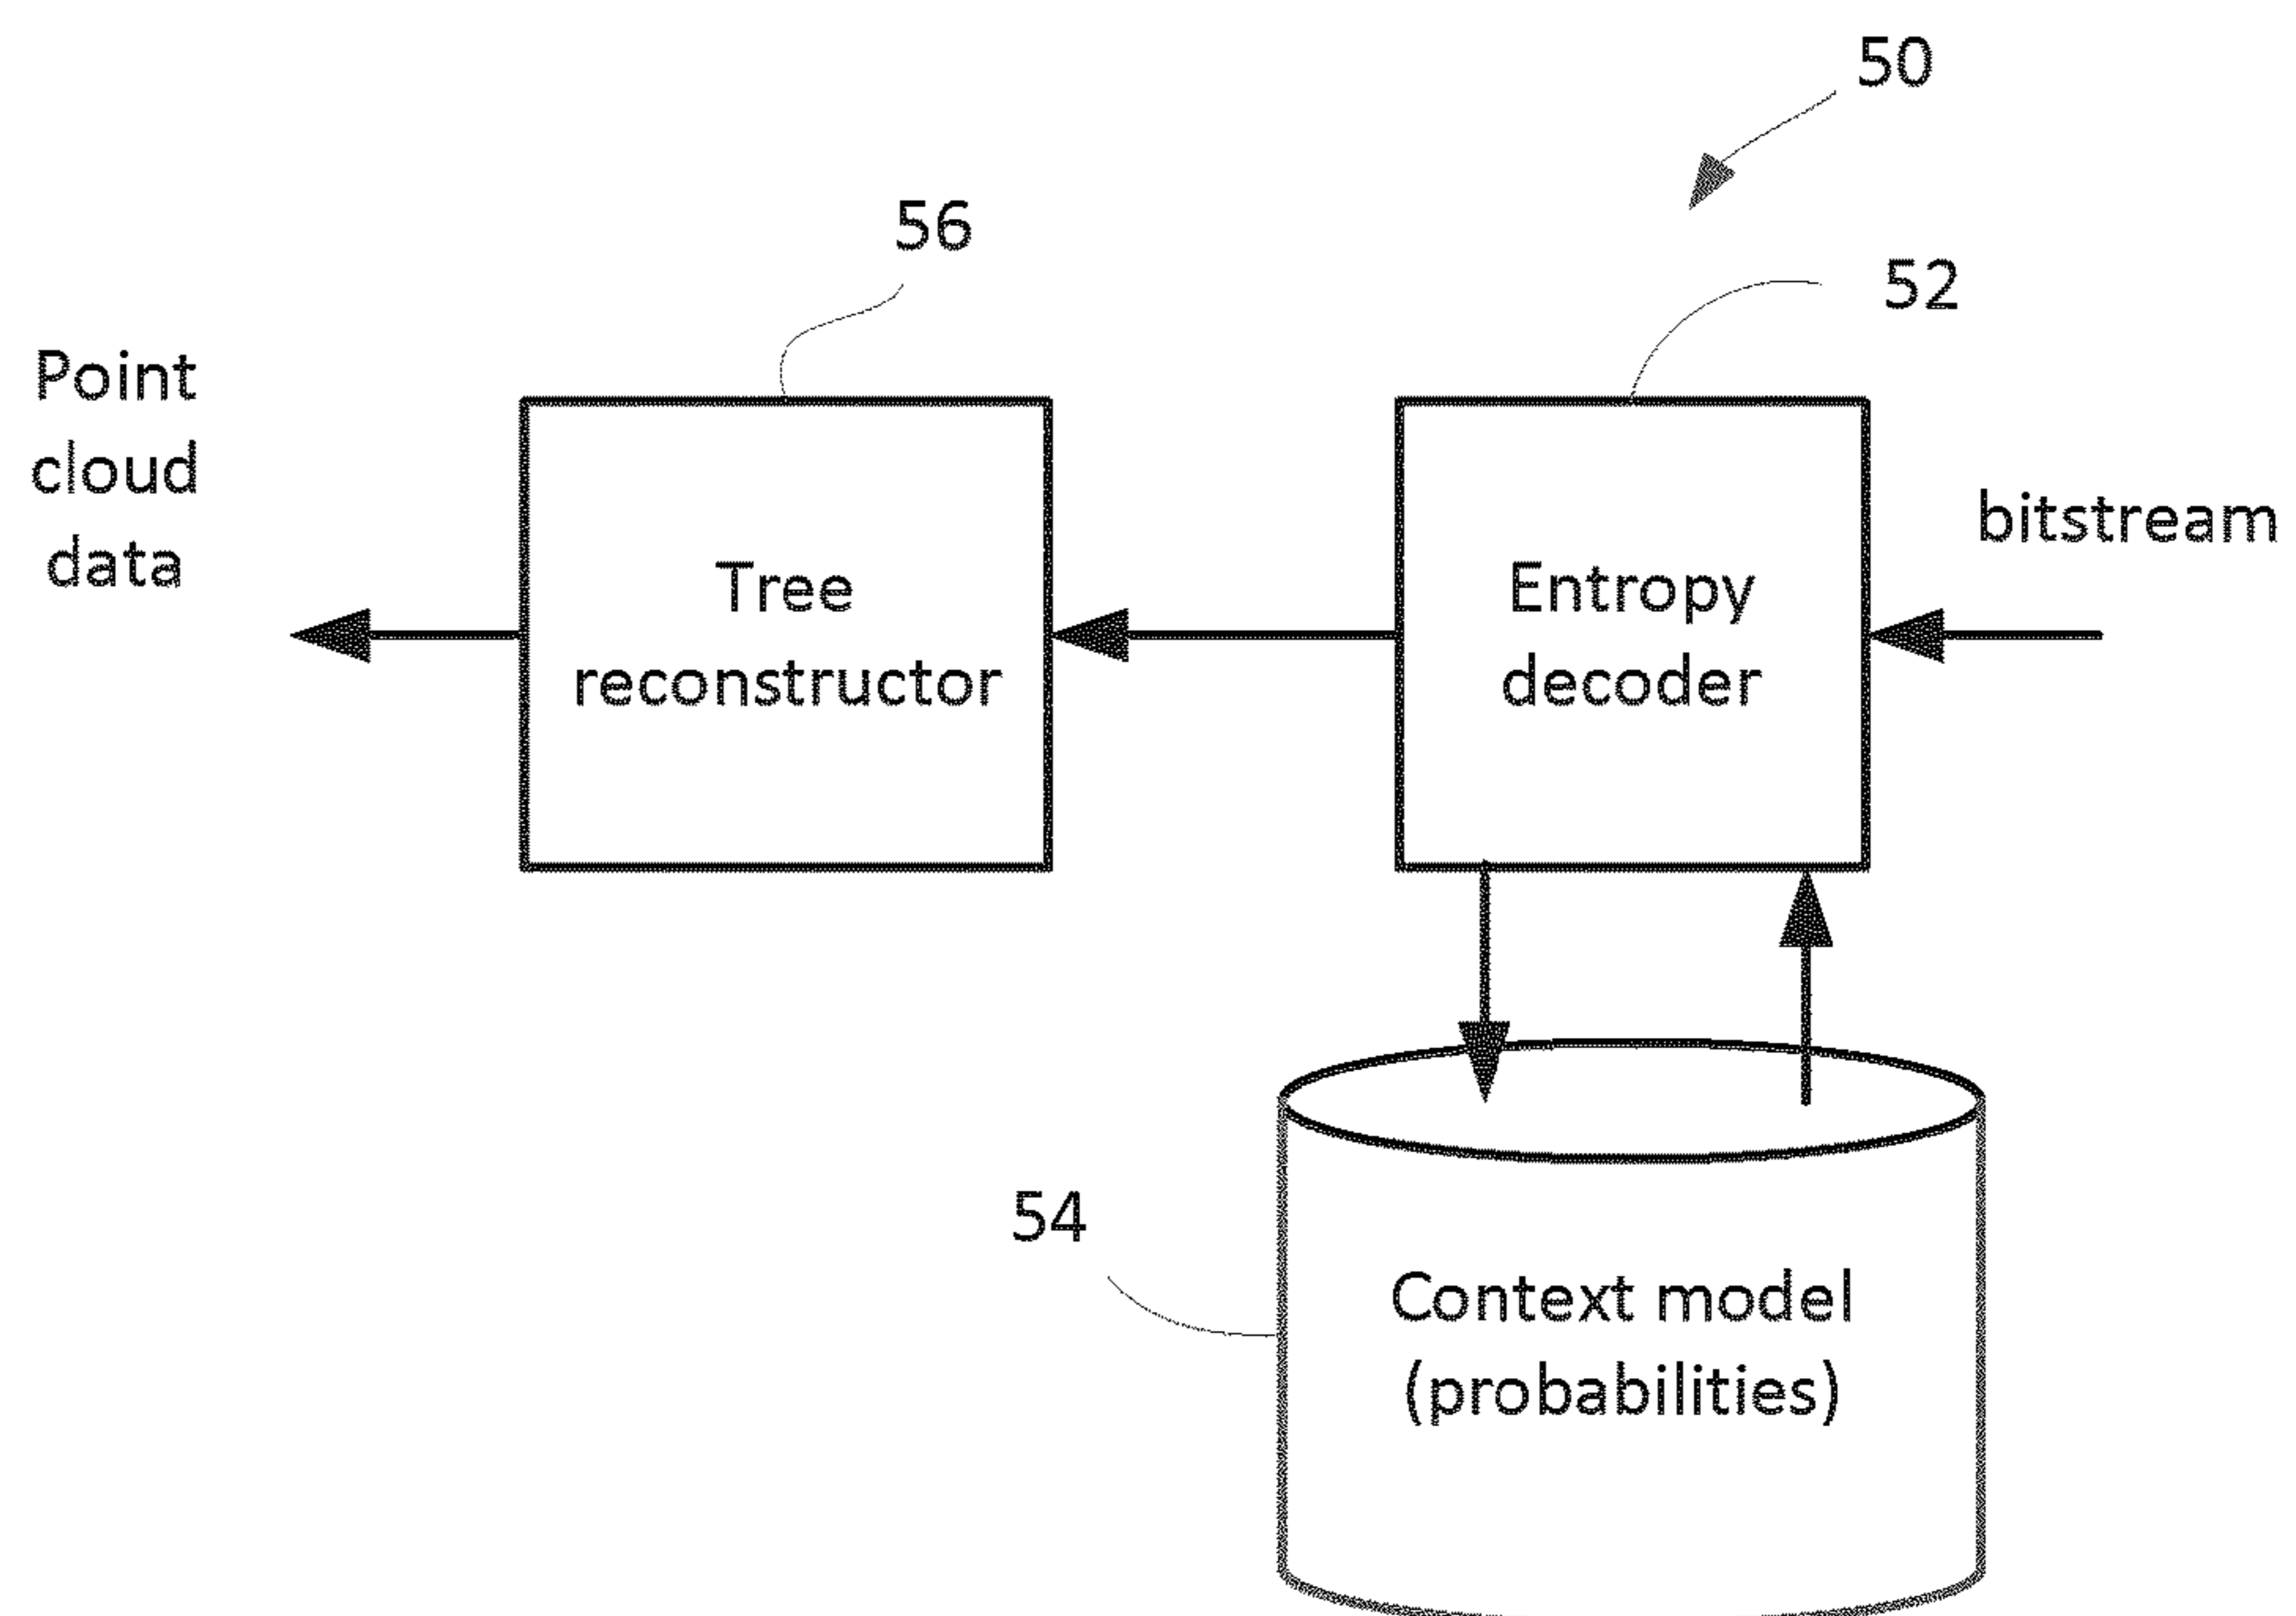 50
56
52
Point
cloud
data
bitstream
Tree
reconstructor
Entropy
decoder
54
Context model
(probabilities)